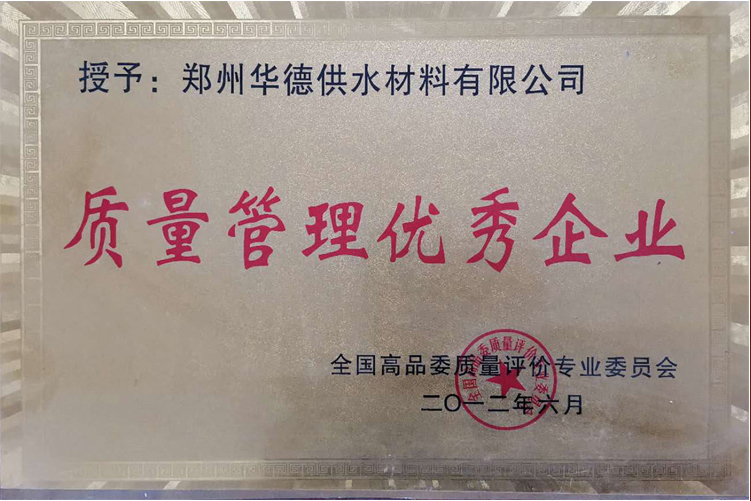 授予：郑州华德供水材料有限公司
质量管理优秀企业
全国高品委质量评价专业委员会
二〇一二年六月